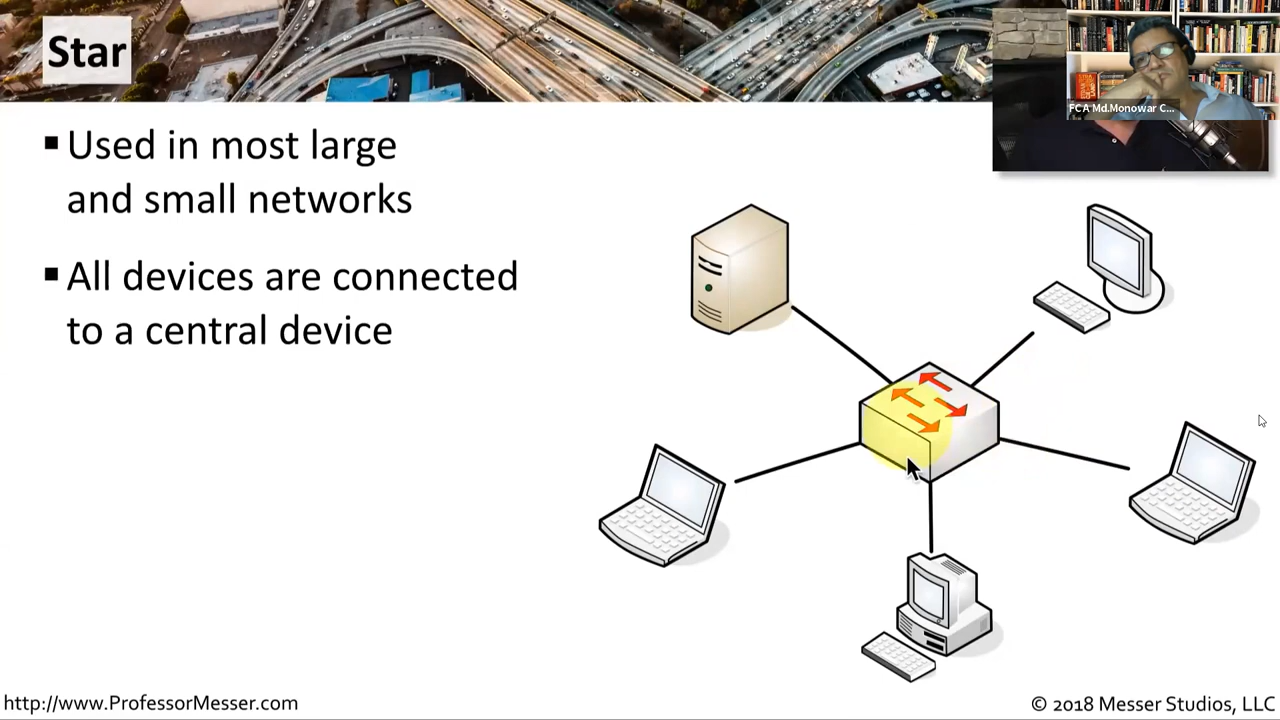 Star
FCA Md.Monowar C...
▪ Used in most large
and small networks
▪ All devices are connected
to a central device
http://www.ProfessorMesser.com
© 2018 Messer Studios, LLC